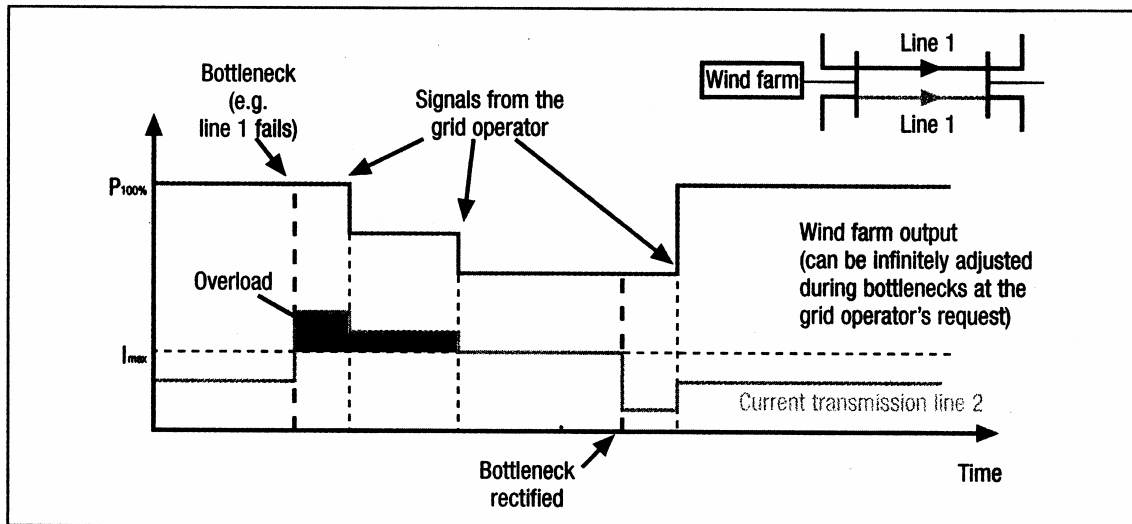 Bottleneck
(e.g.
line 1 fails)
Signals from the
grid operator
Wind farm
Line 1
Line 1
P100%
Overload
Imax
Wind farm output
(can be infinitely adjusted
during bottlenecks at the
grid operator's request)
Current transmission line 2
Bottleneck
rectified
Time